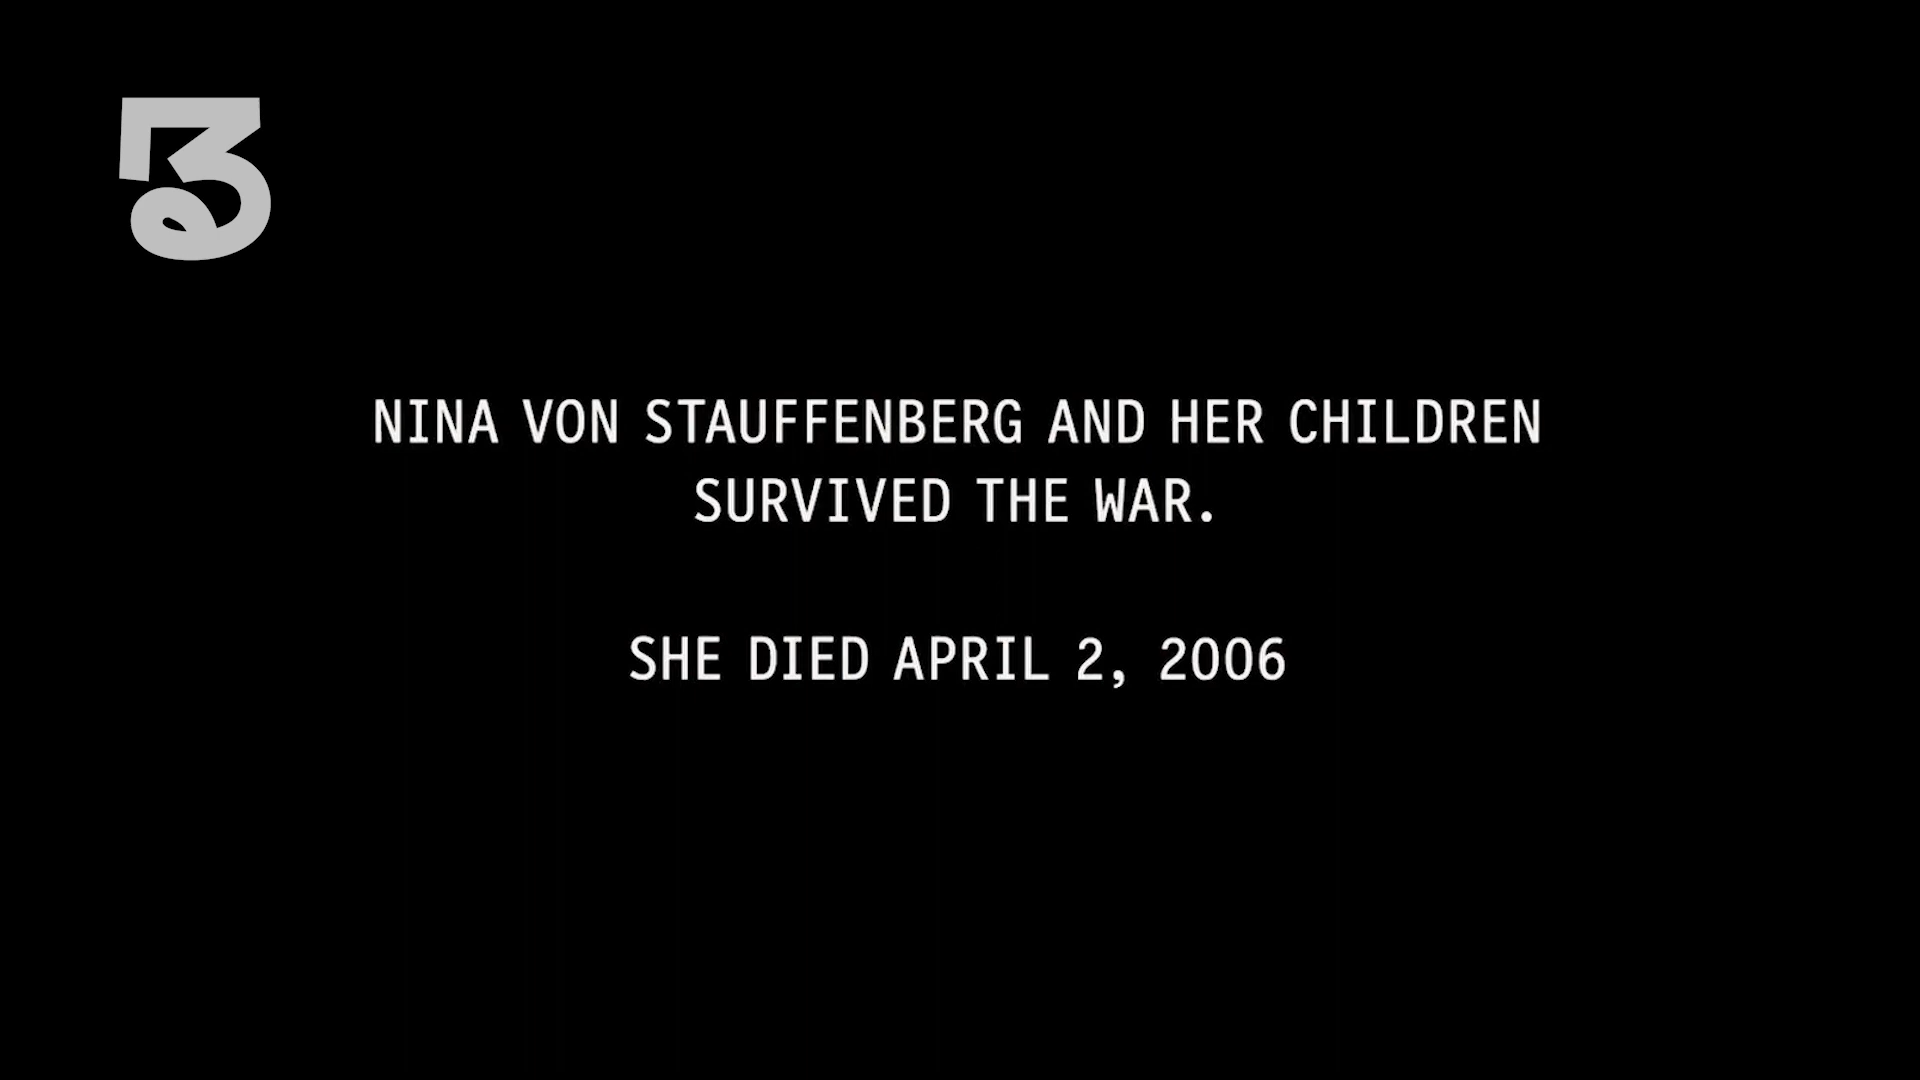 NINA VON STAUFFENBERG AND HER CHILDREN
SURVIVED THE WAR.
SHE DIED APRIL 2, 2006